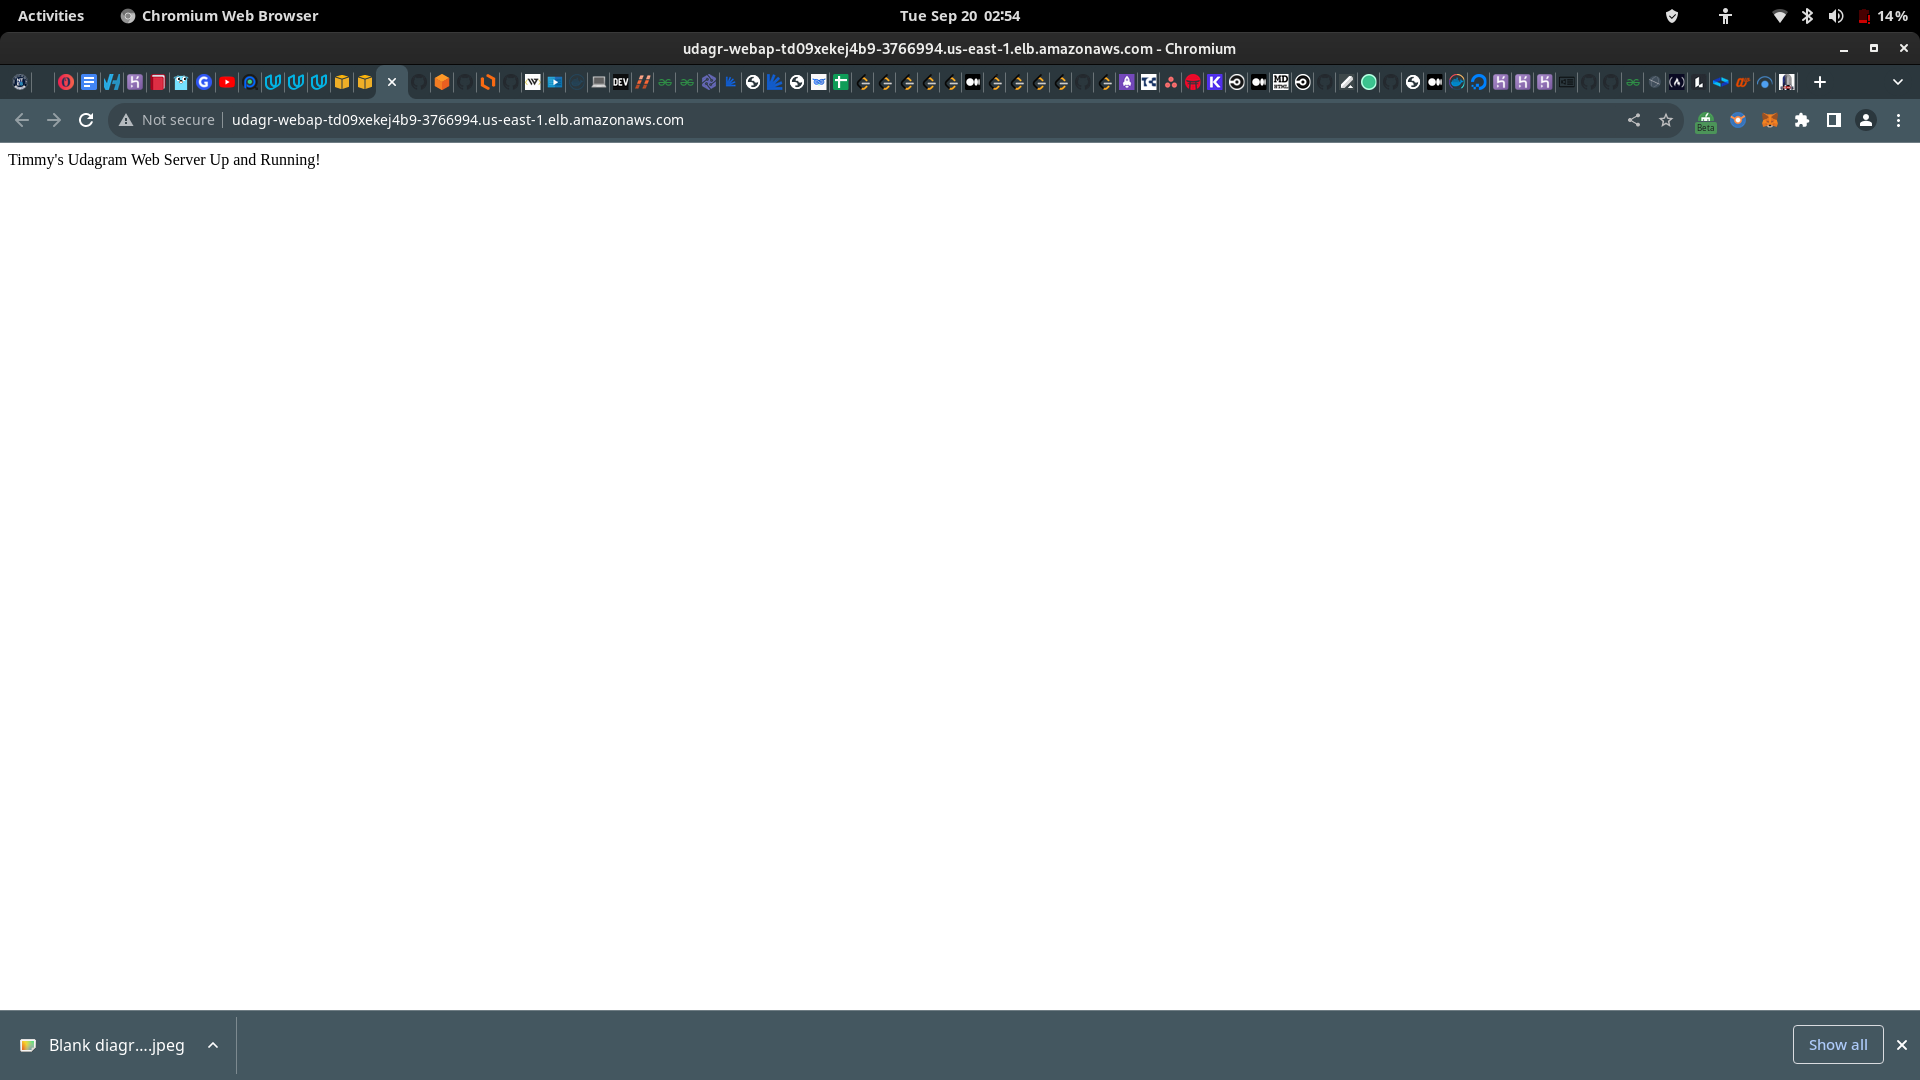 Activities
Chromium Web Browser
Tue Sep 20 02:54
14%
udagr-webap-td09xekej4b9-3766994.us-east-1.elb.amazonaws.com - Chromium
DEV
Not secure
udagr-webap-td09xekej4b9-3766994.us-east-1.elb.amazonaws.com
Beta
Timmy's Udagram Web Server Up and Running!
Blank diagr....jpeg
Show all